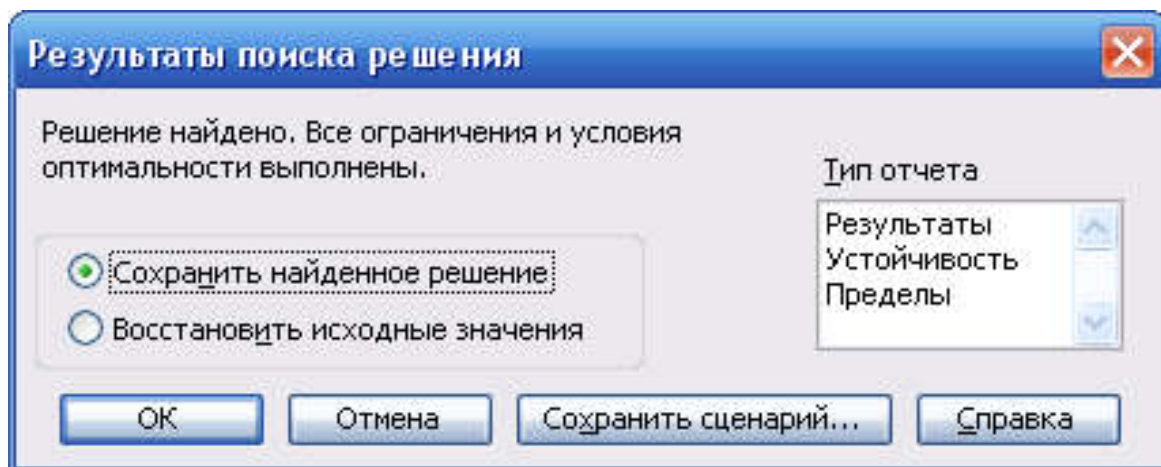 Результаты поиска решения
Решение найдено. Все ограничения и условия
оптимальности выполнены.
Тип отчета
Результаты
Устойчивость
Пределы
Сохранить найденное решение
Восстановить исходные значения
ОК Отмена Сохранить сценарий... Справка